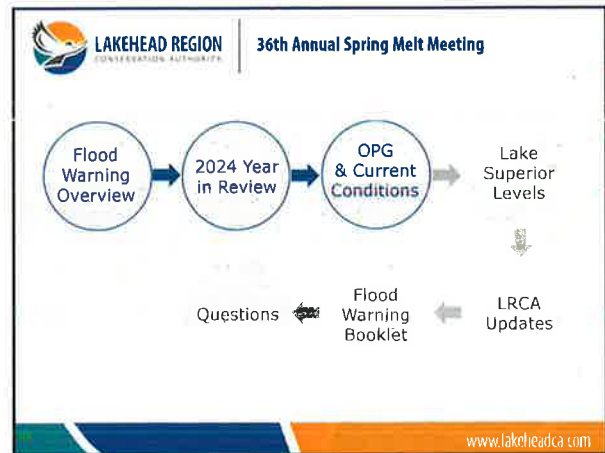 LAKEHEAD REGION
CONSERVATION AUTHORITY
36th Annual Spring Melt Meeting
Flood
Warning
Overview
2024 Year
in Review
OPG
& Current
Conditions
Lake
Superior
Levels
LRCA
Updates
Flood
Warning
Booklet
Questions
www.lakeheadca.com